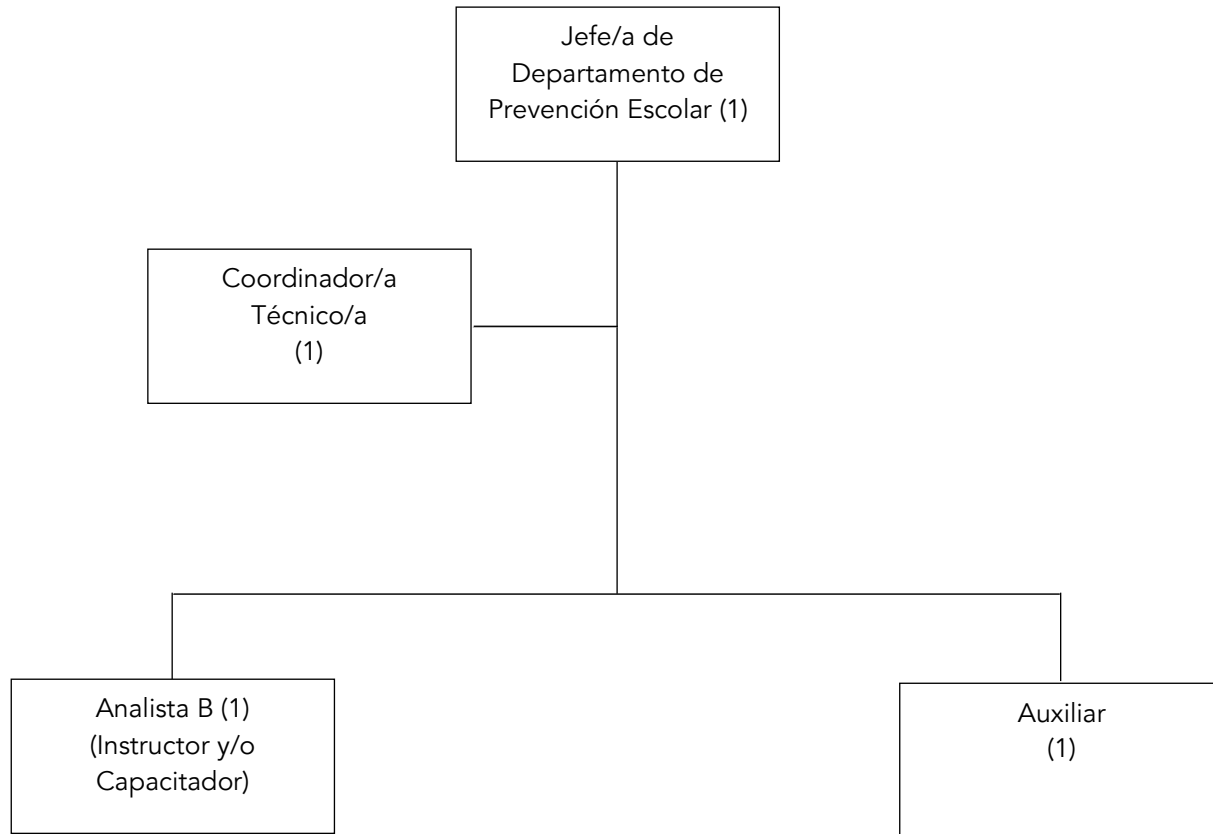 Jefe/a de
Departamento de
Prevención Escolar (1)
Coordinador/a
Técnico/a
(1)
Analista B (1)
(Instructor y/o
Capacitador)
Auxiliar
(1)